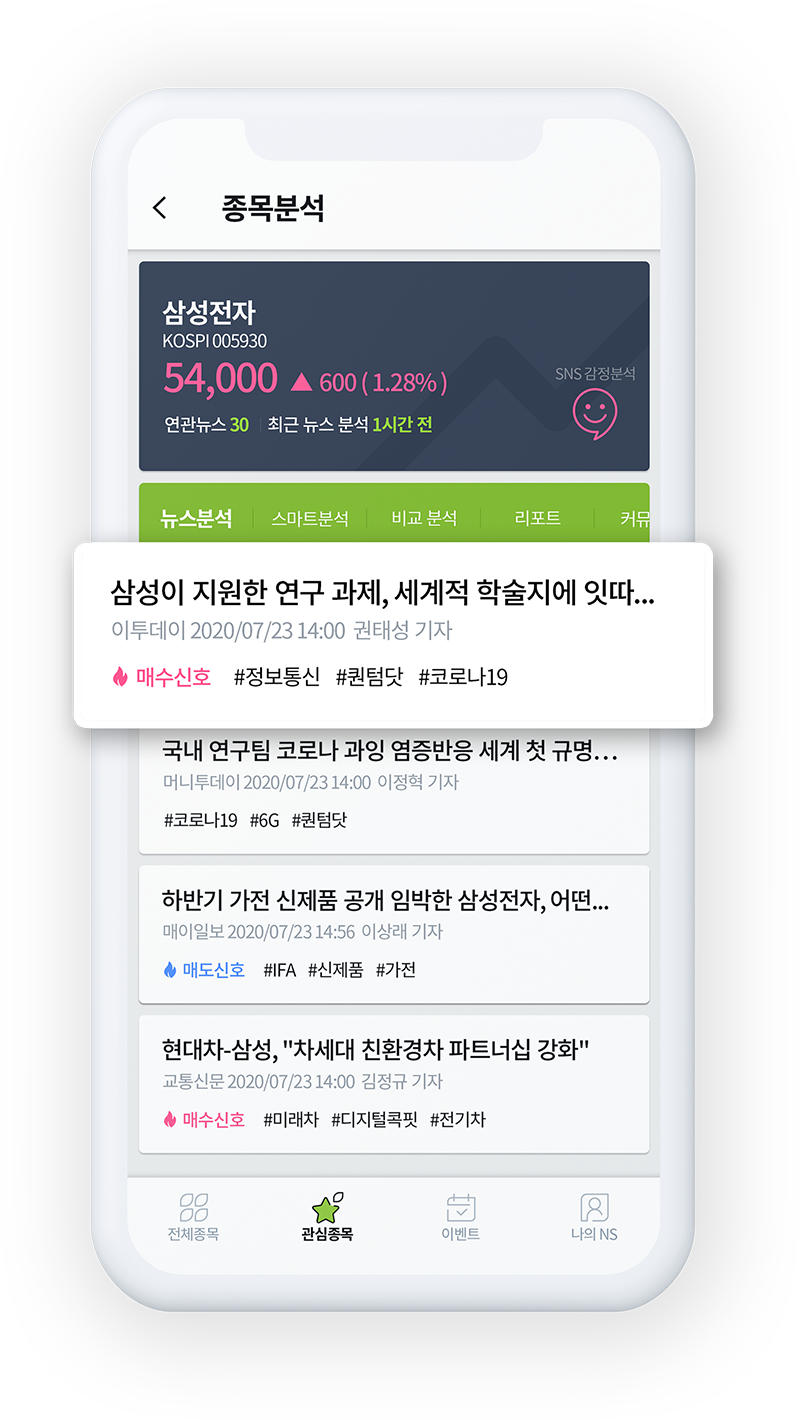 종목분석
삼성전자
KOSPI 005930
54,000 ▲ 600 ( 1.28% )
SNS 감정분석
연관뉴스 30 최근 뉴스 분석 1시간 전
뉴스분석 스마트분석 비교 분석 리포트 커뮤
삼성이 지원한 연구 과제, 세계적 학술지에 잇따...
이투데이 2020/07/23 14:00 권태성 기자
매수신호 #정보통신 #퀀텀닷 #코로나19
국내 연구팀 코로나 과잉 염증반응 세계 첫 규명...
머니투데이 2020/07/23 14:00 이정혁 기자
#코로나19 #6G #퀀텀닷
하반기 가전 신제품 공개 임박한 삼성전자, 어떤...
매이일보 2020/07/23 14:56 이상래 기자
매도신호 #IFA #신제품 #가전
현대차-삼성, "차세대 친환경차 파트너십 강화"
교통신문 2020/07/23 14:00 김정규 기자
매수신호 #미래차 #디지털콕핏 #전기차
전체종목 관심종목 이벤트 나의 NS